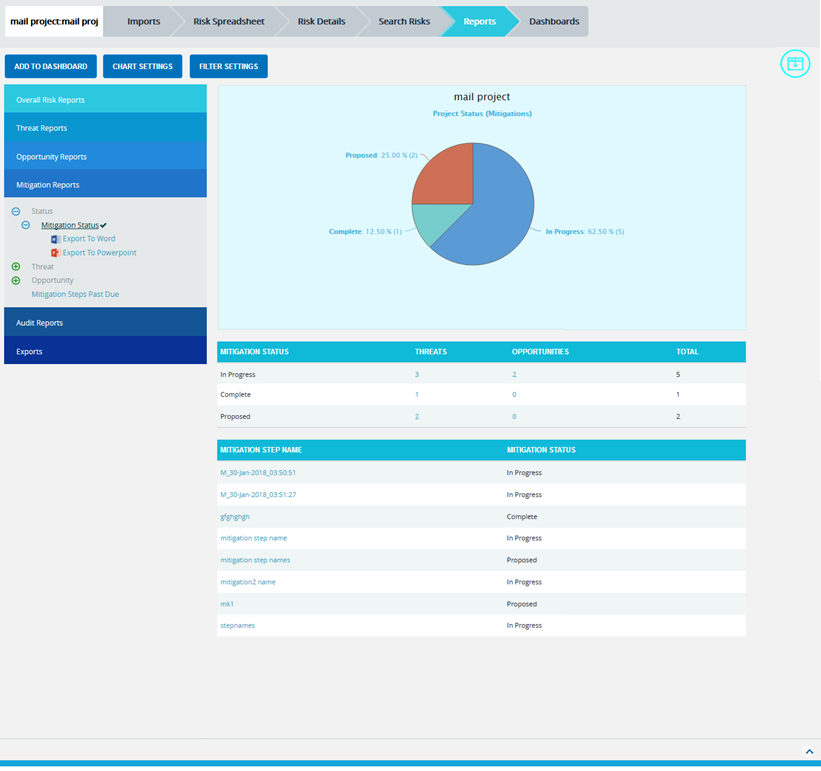 mail project:mail proj Imports Risk Spreadsheet Risk Details Search Risks Reports Dashboards
ADD TO DASHBOARD CHART SETTINGS FILTER SETTINGS
Overall Risk Reports
Threat Reports
Opportunity Reports
Mitigation Reports
Status
Mitigation Status
Export To Word
Export To Powerpoint
Threat
Opportunity
Mitigation Steps Past Due
Audit Reports
Exports
mail project
Project Status (Mitigations)
Proposed: 25.00 % (2)
Complete: 12.50 % (1)
In Progress: 62.50 % (5)
MITIGATION STATUS THREATS OPPORTUNITIES TOTAL
In Progress 3 2 5
Complete 1 0 1
Proposed 2 0 2
MITIGATION STEP NAME MITIGATION STATUS
M_30-Jan-2018_03:50:51 In Progress
M_30-Jan-2018_03:51:27 In Progress
gfghghgh Complete
mitigation step name In Progress
mitigation step names Proposed
mitigation2 name In Progress
mk1 Proposed
stepnames In Progress